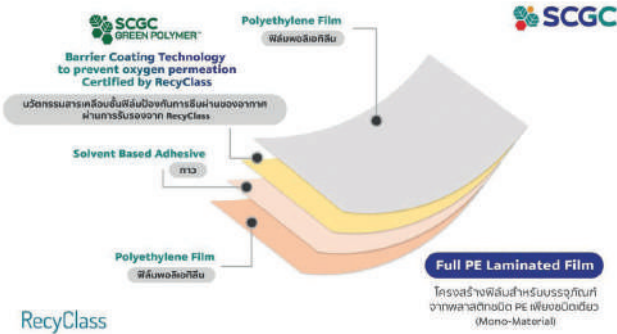 SCGC
GREEN POLYMER™
Barrier Coating Technology
to prevent oxygen permeation
Certified by RecyClass
นวัตกรรมสารเคลือบชั้นฟิล์มป้องกันการซึมผ่านของอากาศ
ผ่านการรับรองจาก RecyClass
Solvent Based Adhesive
กาว
Polyethylene Film
ฟิล์มพอลิเอทิลีน
Polyethylene Film
ฟิล์มพอลิเอทิลีน
SCGC
Full PE Laminated Film
โครงสร้างฟิล์มสำหรับบรรจุภัณฑ์
จากพลาสติกชนิด PE เพียงชนิดเดียว
(Mono-Material)
RecyClass